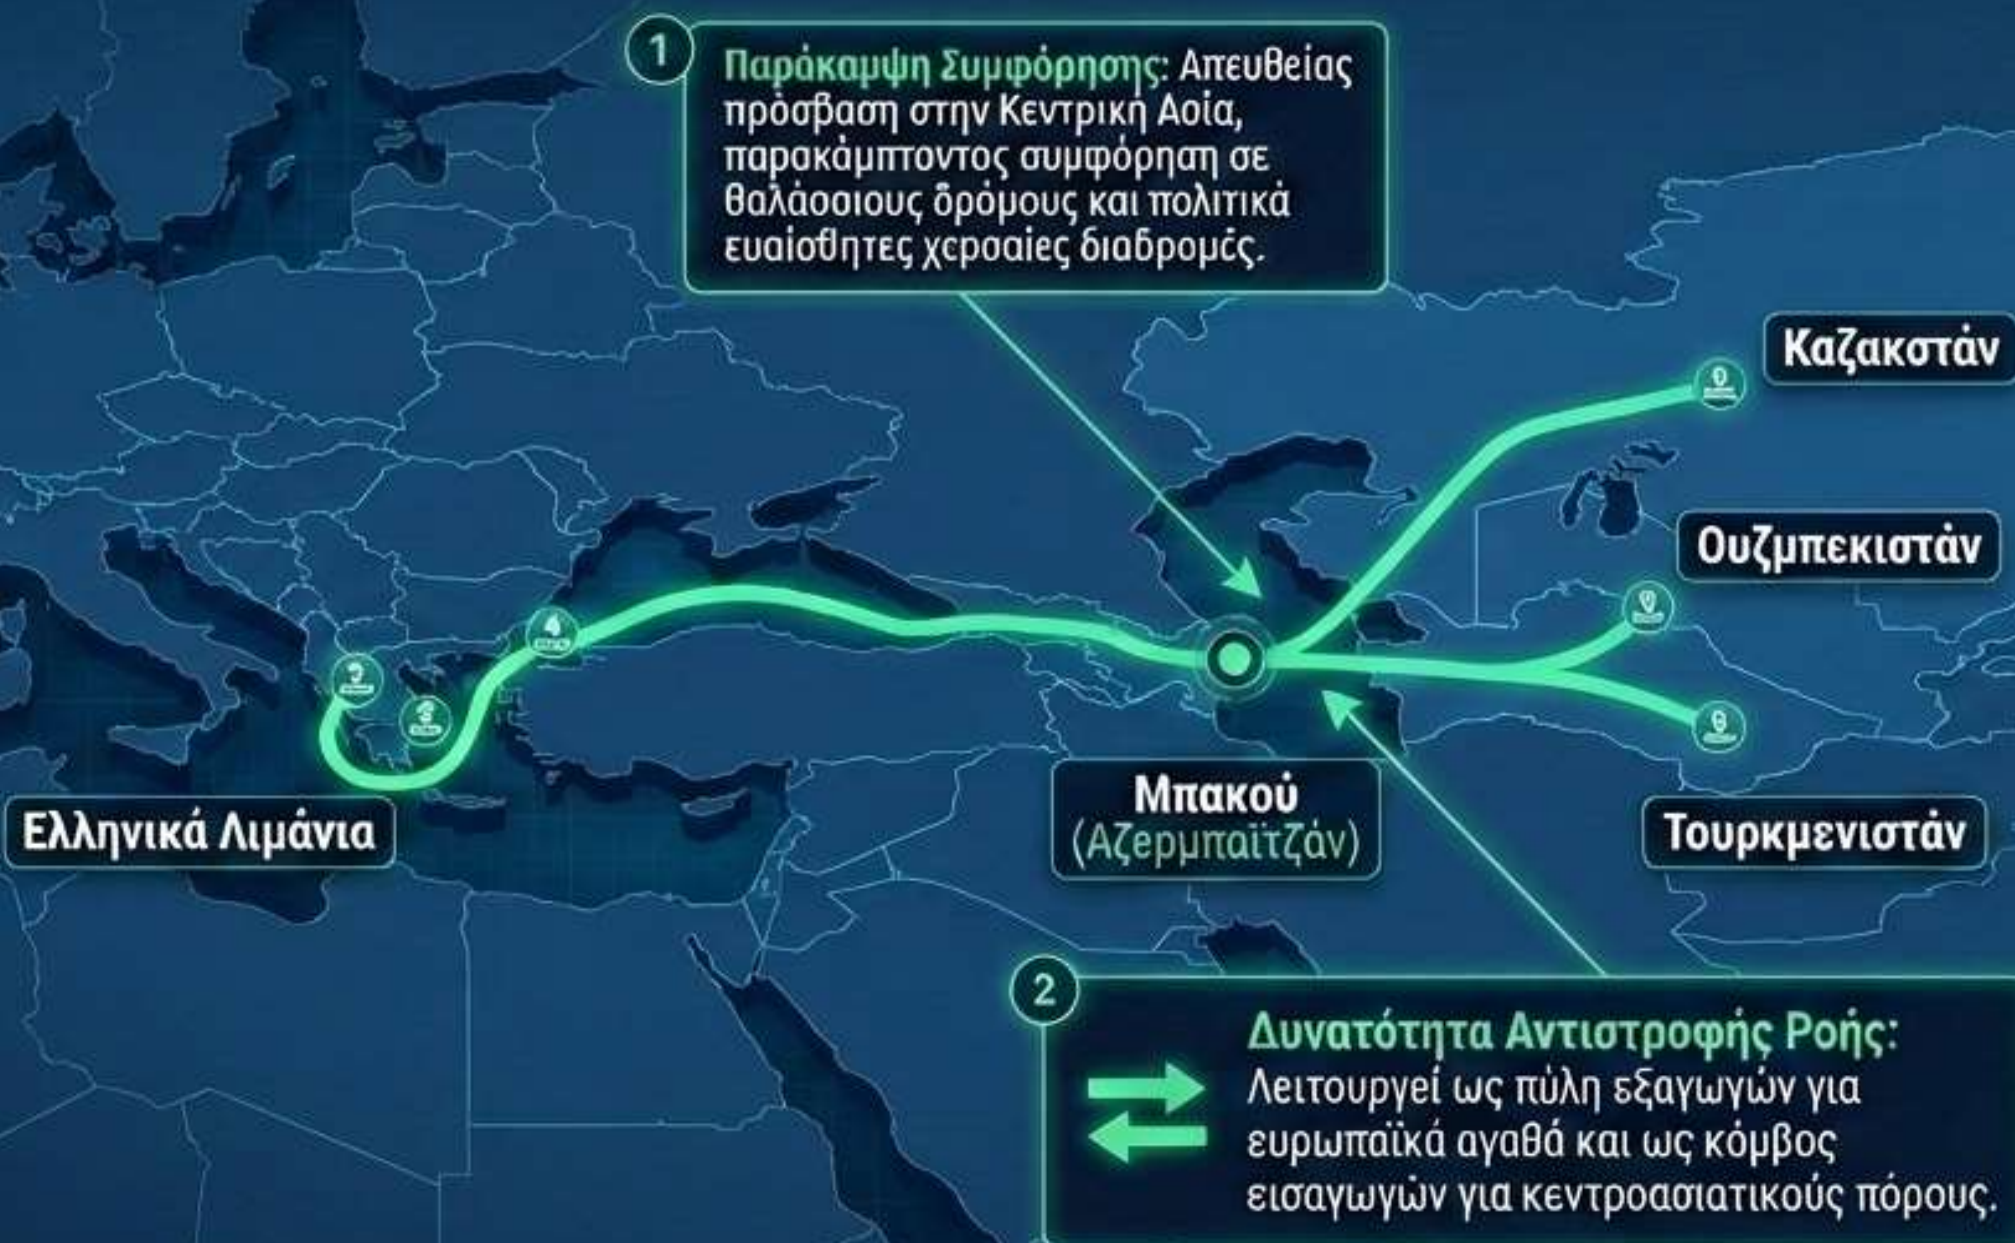 1
Παράκαμψη Συμφόρησης: Απευθείας
πρόσβαση στην Κεντρική Ασία,
παρακάμπτοντος συμφόρηση σε
θαλάσσιους δρόμους και πολιτικά
ευαίσθητες χερσαίες διαδρομές.
Καζακστάν
Ουζμπεκιστάν
4
Ελληνικά Λιμάνια
Μπακού
(Αζερμπαϊτζάν)
Τουρκμενιστάν
2
Δυνατότητα Αντιστροφής Ροής:
Λειτουργεί ως πύλη εξαγωγών για
ευρωπαϊκά αγαθά και ως κόμβος
εισαγωγών για κεντροασιατικούς πόρους.